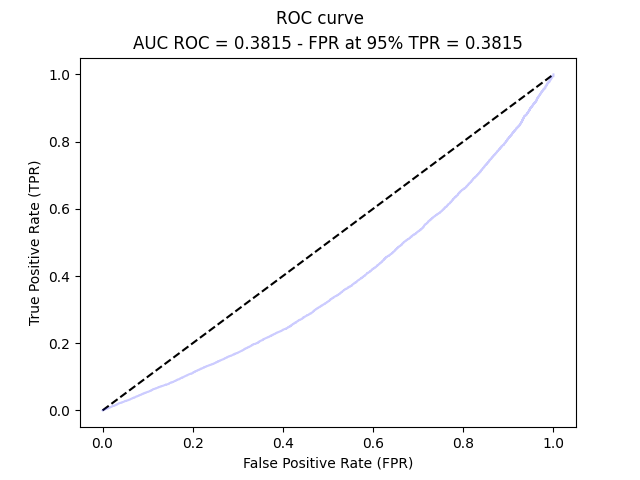 ROC curve
AUC ROC = 0.3815 - FPR at 95% TPR = 0.3815
1.0
0.8
0.6
0.4
0.2
0.0
True Positive Rate (TPR)
0.0 0.2 0.4 0.6 0.8 1.0
False Positive Rate (FPR)